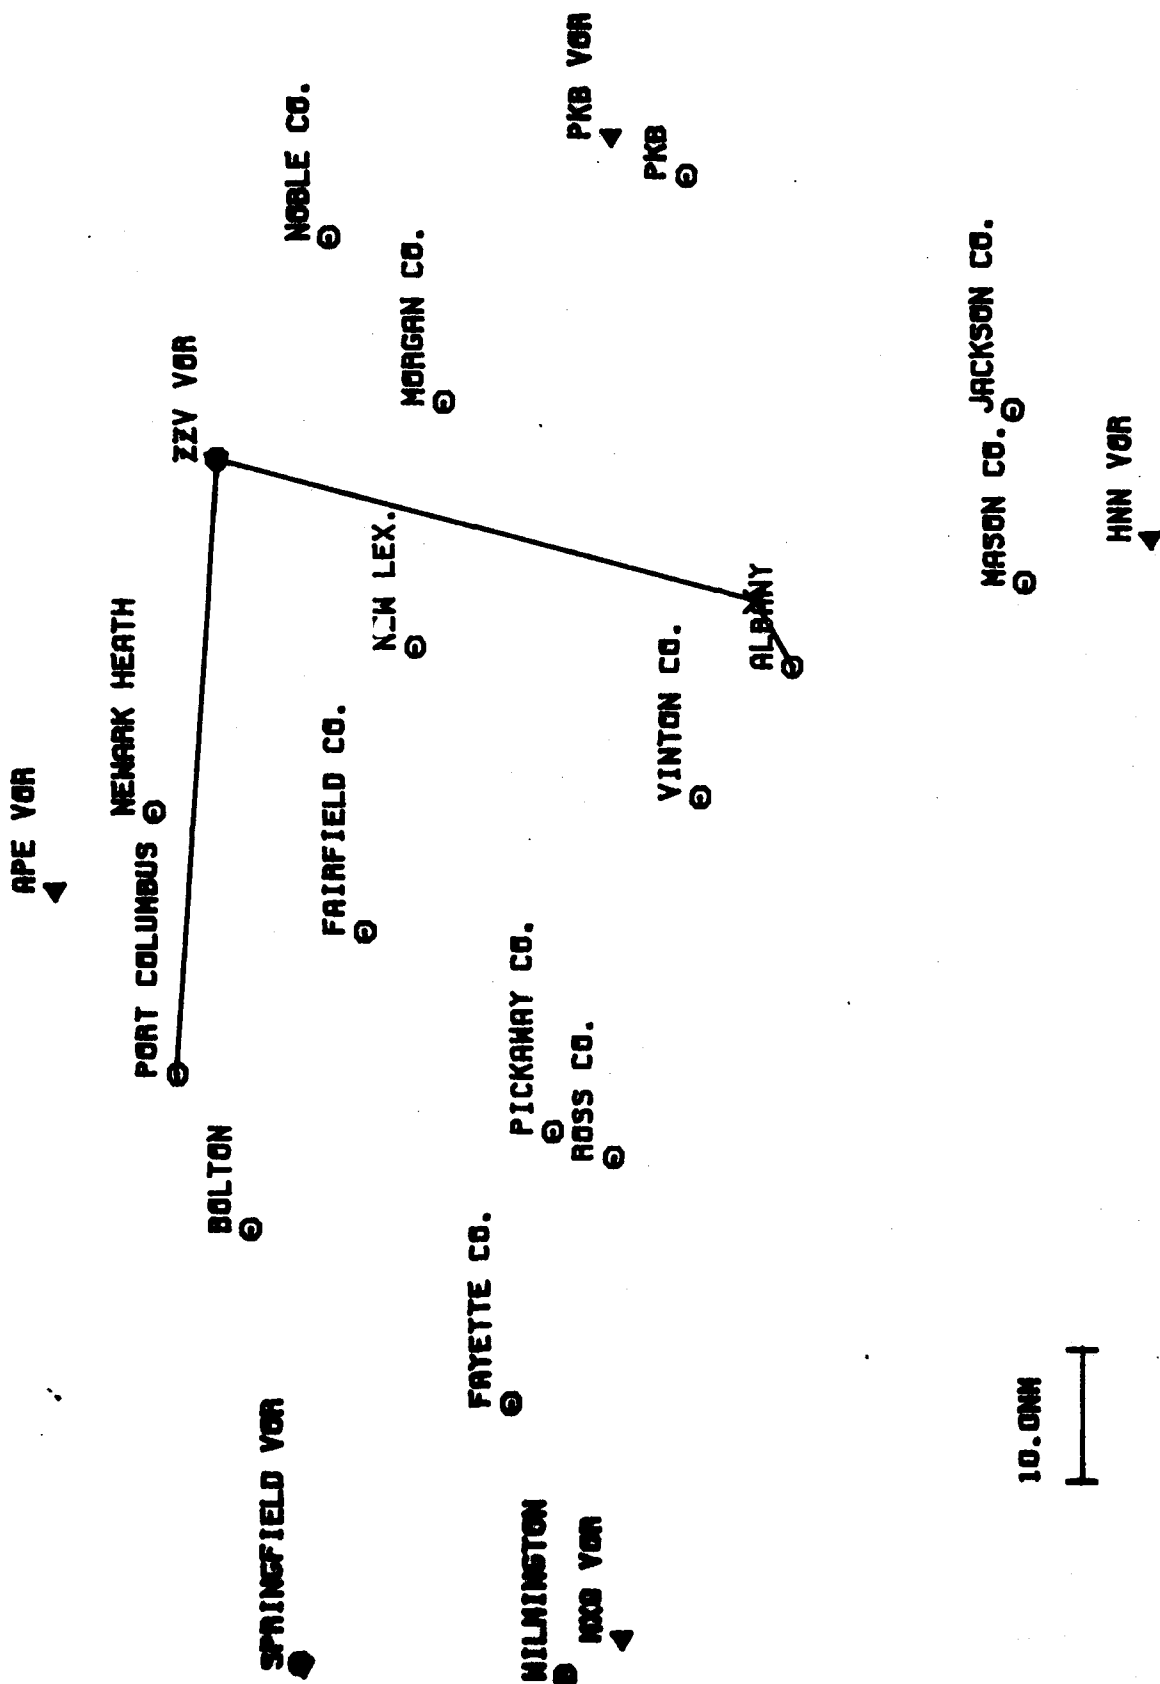 APE VOR
NEWARK HEATH
PORT COLUMBUS
ZZV VOR
BOLTON
SPRINGFIELD VOR
NOBLE CO.
FAIRFIELD CO.
NEW LEX.
MORGAN CO.
FAYETTE CO.
PICKAWAY CO.
WILMINGTON
MXQ VOR
ROSS CO.
PKB VOR
PKB
VINTON CO.
ALBANY
MASON CO.
JACKSON CO.
10.0NM
HNN VOR